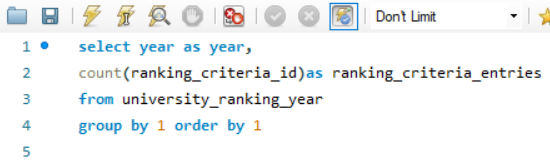 Don't Limit
1 select year as year,
2 count(ranking_criteria_id)as ranking_criteria_entries
3 from university_ranking_year
4 group by 1 order by 1
5